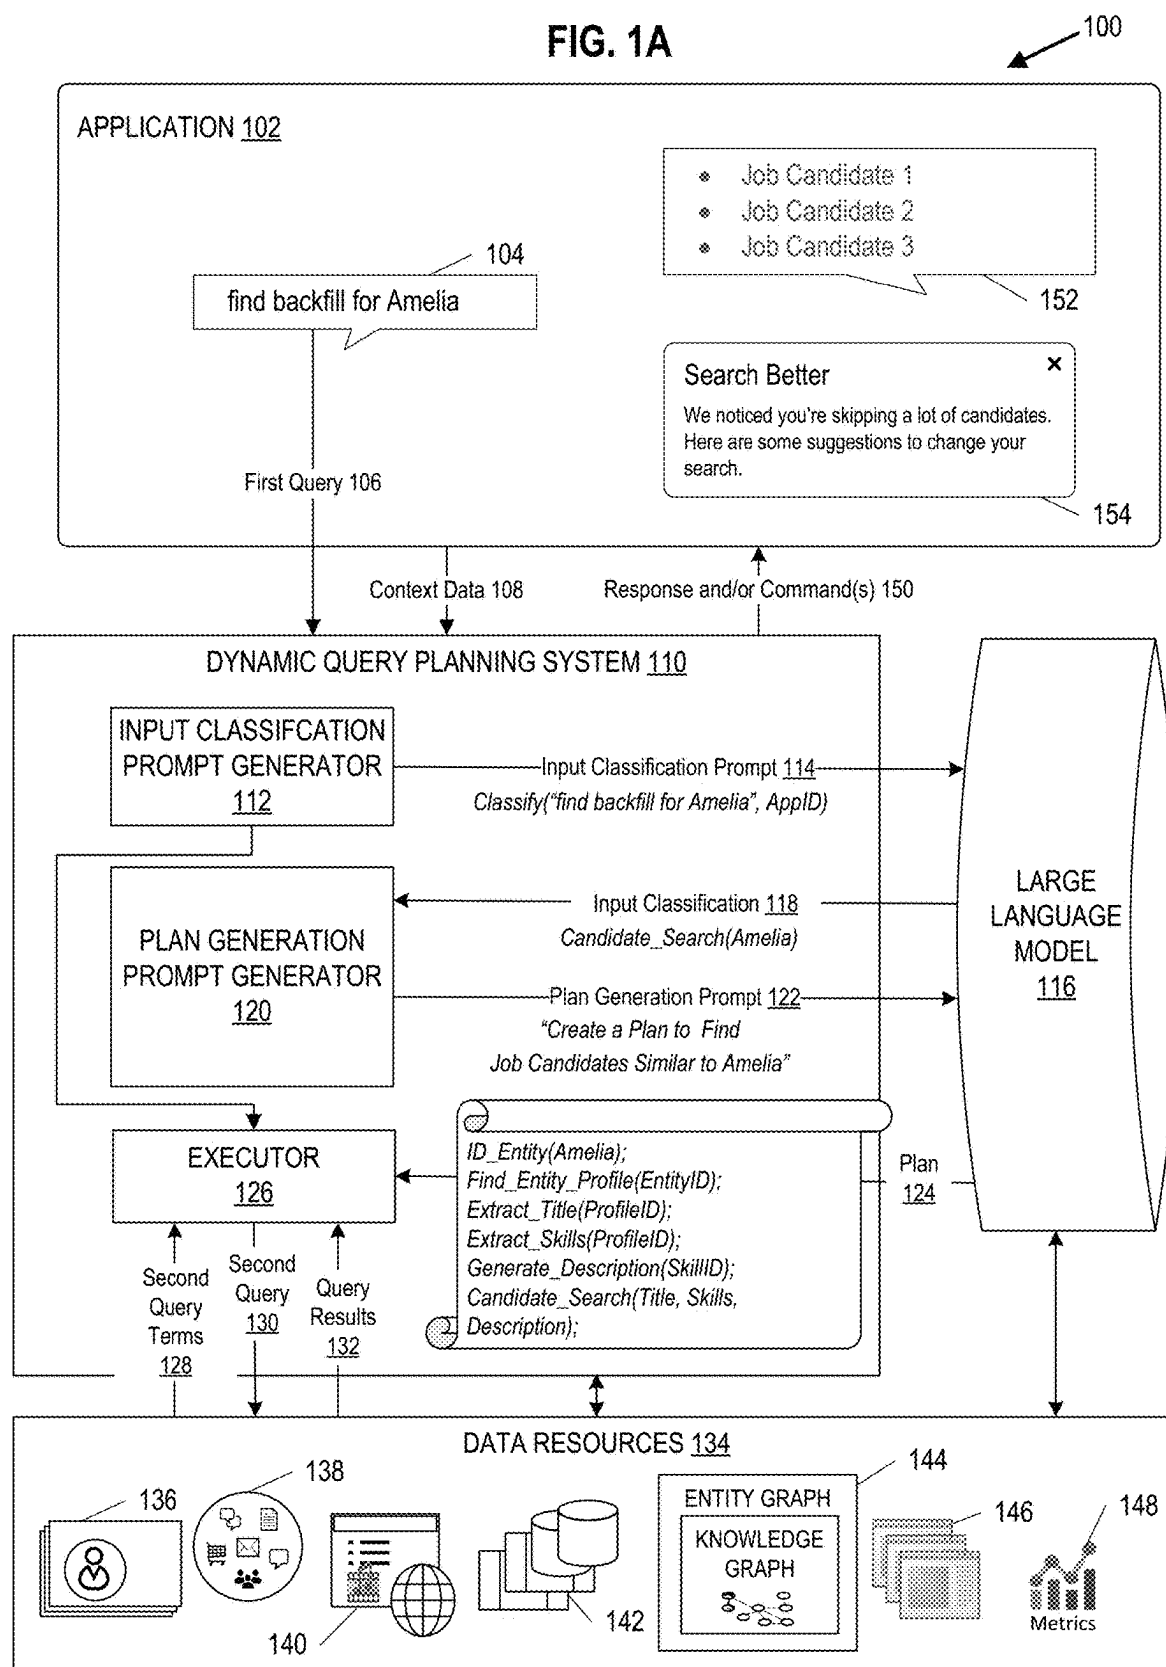 FIG. 1A
100
APPLICATION 102
Job Candidate 1
Job Candidate 2
Job Candidate 3
152
104
find backfill for Amelia
Search Better
×
We noticed you're skipping a lot of candidates.
Here are some suggestions to change your
search.
154
First Query 106
Context Data 108
Response and/or Command(s) 150
DYNAMIC QUERY PLANNING SYSTEM 110
INPUT CLASSIFCATION
PROMPT GENERATOR
112
Input Classification Prompt 114
Classify("find backfill for Amelia", AppID)
Input Classification 118
Candidate_Search(Amelia)
PLAN GENERATION
PROMPT GENERATOR
120
Plan Generation Prompt 122
"Create a Plan to Find
Job Candidates Similar to Amelia"
LARGE
LANGUAGE
MODEL
116
EXECUTOR
126
ID_Entity(Amelia);
Find_Entity_Profile(EntityID);
Extract_Title(ProfileID);
Extract_Skills(ProfileID);
Generate_Description(SkillID);
Candidate_Search(Title, Skills,
Description);
Plan
124
Second
Query
Terms
128
Second
Query
130
Query
Results
132
DATA RESOURCES 134
136
138
140
142
144
ENTITY GRAPH
KNOWLEDGE
GRAPH
146
148
Metrics